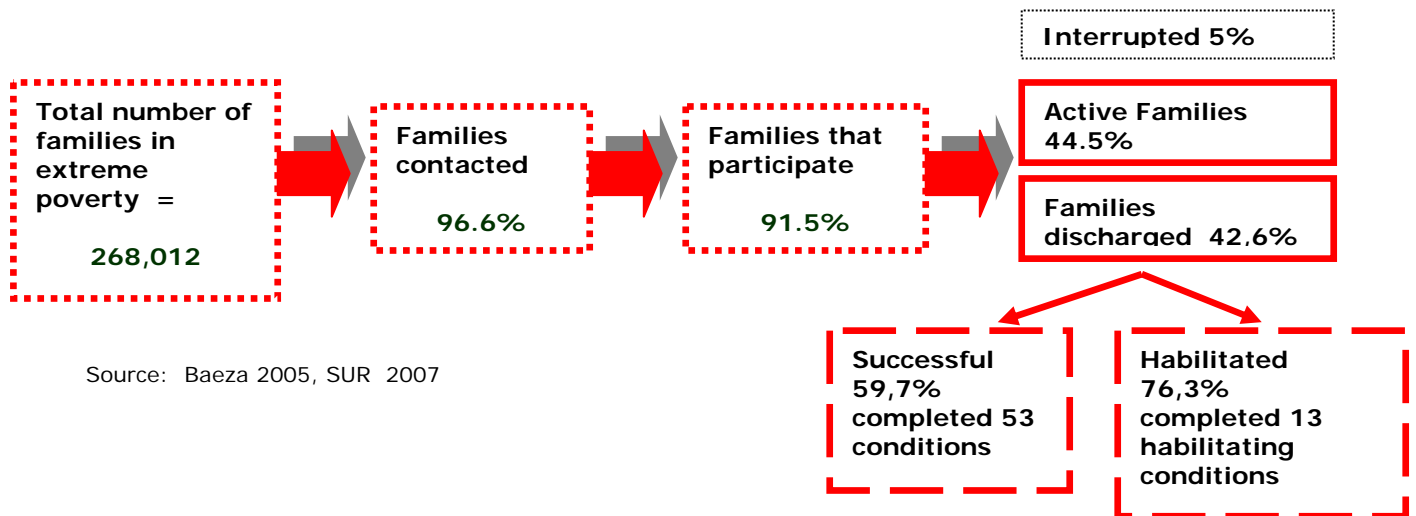 Total number of
families in
extreme
poverty =
268,012
Families
contacted
96.6%
Families that
participate
91.5%
Interrupted 5%
Active Families
44.5%
Families
discharged 42,6%
Successful
59,7%
completed 53
conditions
Habilitated
76,3%
completed 13
habilitating
conditions
Source: Baeza 2005, SUR 2007